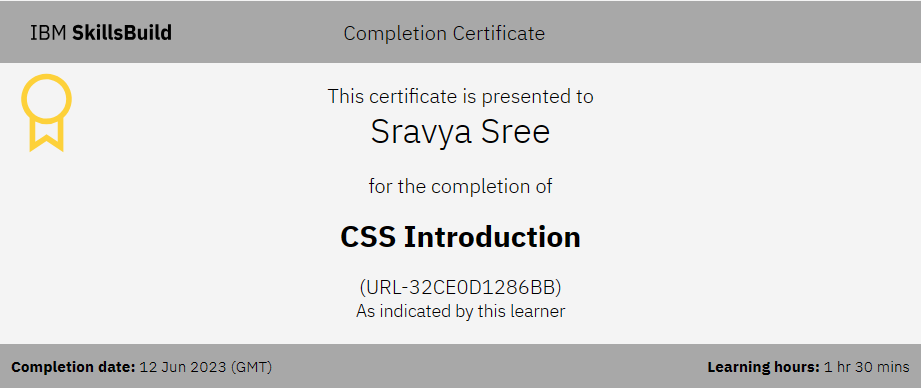 IBM SkillsBuild
Completion Certificate
This certificate is presented to
Sravya Sree
for the completion of
CSS Introduction
(URL-32CE0D1286BB)
As indicated by this learner
Completion date: 12 Jun 2023 (GMT)
Learning hours: 1 hr 30 mins